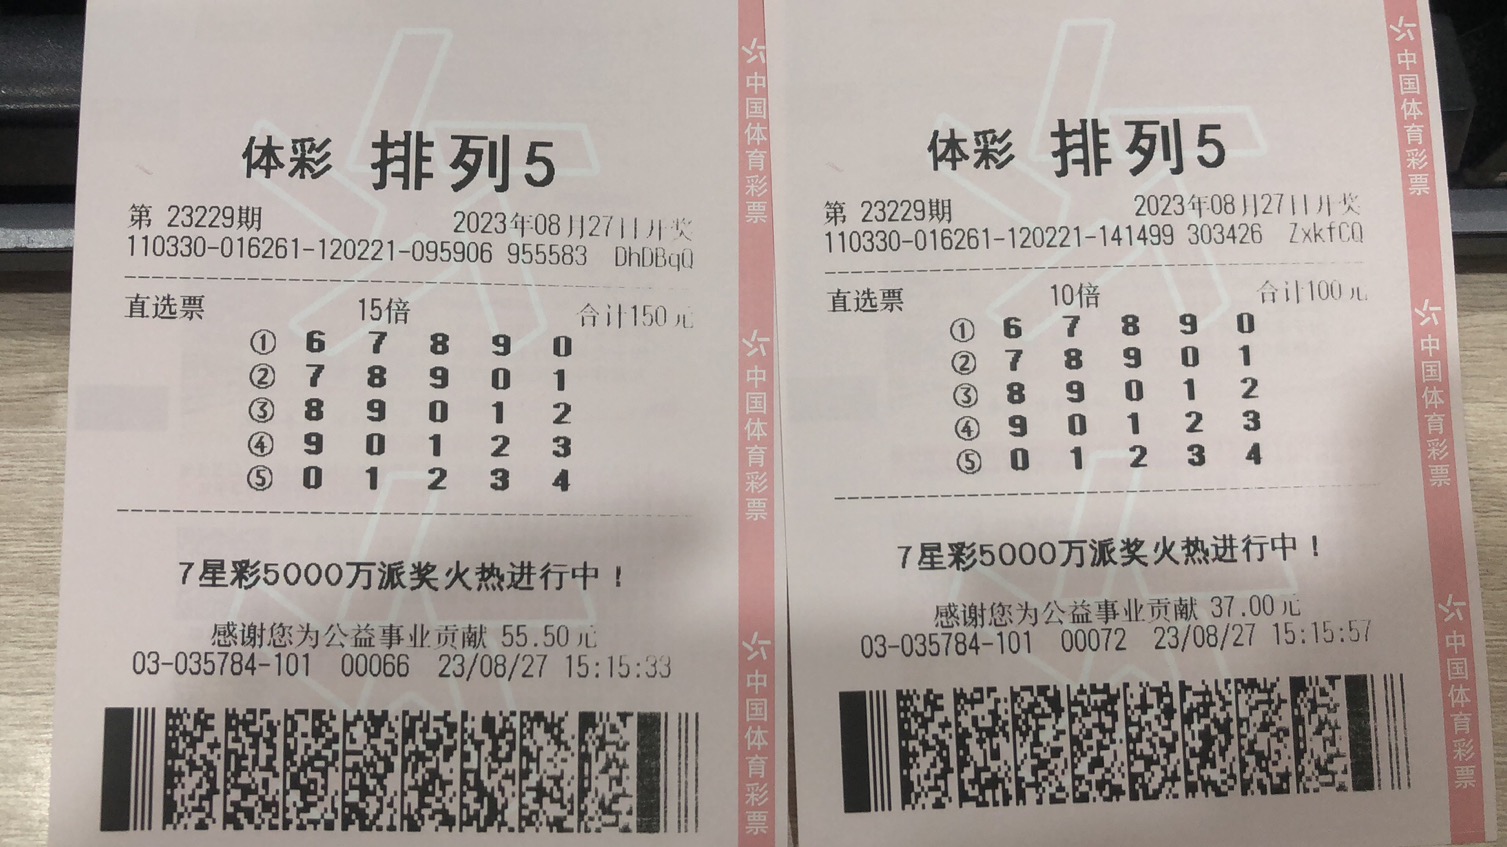 体彩 排列5
第 23229期 2023年08月27日开奖
110330-016261-120221-095906 955583 DhDBqQ
直选票 15倍 合计150元
① 6 7 8 9 0
② 7 8 9 0 1
③ 8 9 0 1 2
④ 9 0 1 2 3
⑤ 0 1 2 3 4
7星彩5000万派奖火热进行中！
感谢您为公益事业贡献 55.50元
03-035784-101 00066 23/08/27 15:15:33
中国体育彩票
中国体育彩票
中国体育彩票
体彩 排列5
第 23229期 2023年08月27日开奖
110330-016261-120221-141499 303426 ZxkfCQ
直选票 10倍 合计100元
① 6 7 8 9 0
② 7 8 9 0 1
③ 8 9 0 1 2
④ 9 0 1 2 3
⑤ 0 1 2 3 4
7星彩5000万派奖火热进行中！
感谢您为公益事业贡献 37.00元
03-035784-101 00072 23/08/27 15:15:57
中国体育彩票
中国体育彩票
中国体育彩票